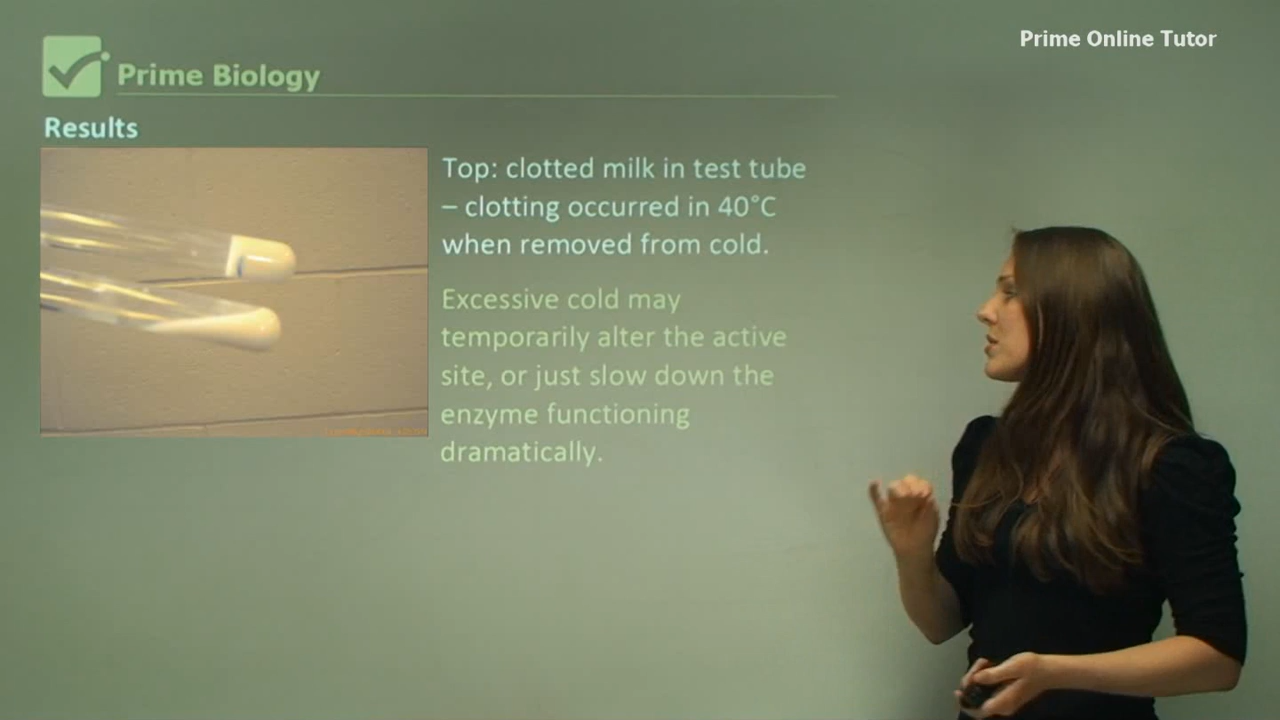 Prime Online Tutor
Prime Biology
Results
Top: clotted milk in test tube
– clotting occurred in 40°C
when removed from cold.
Excessive cold may
temporarily alter the active
site, or just slow down the
enzyme functioning
dramatically.